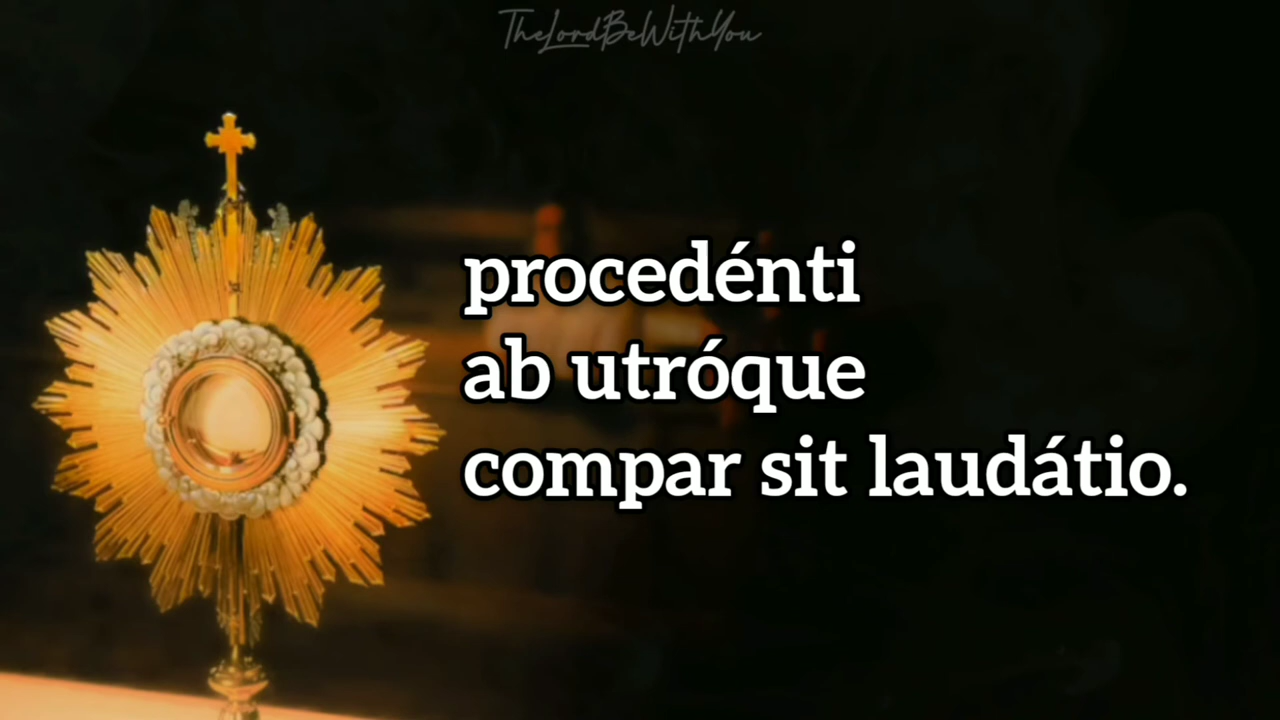 TheLordBeWithYou
procedénti
ab utróque
compar sit laudátio.